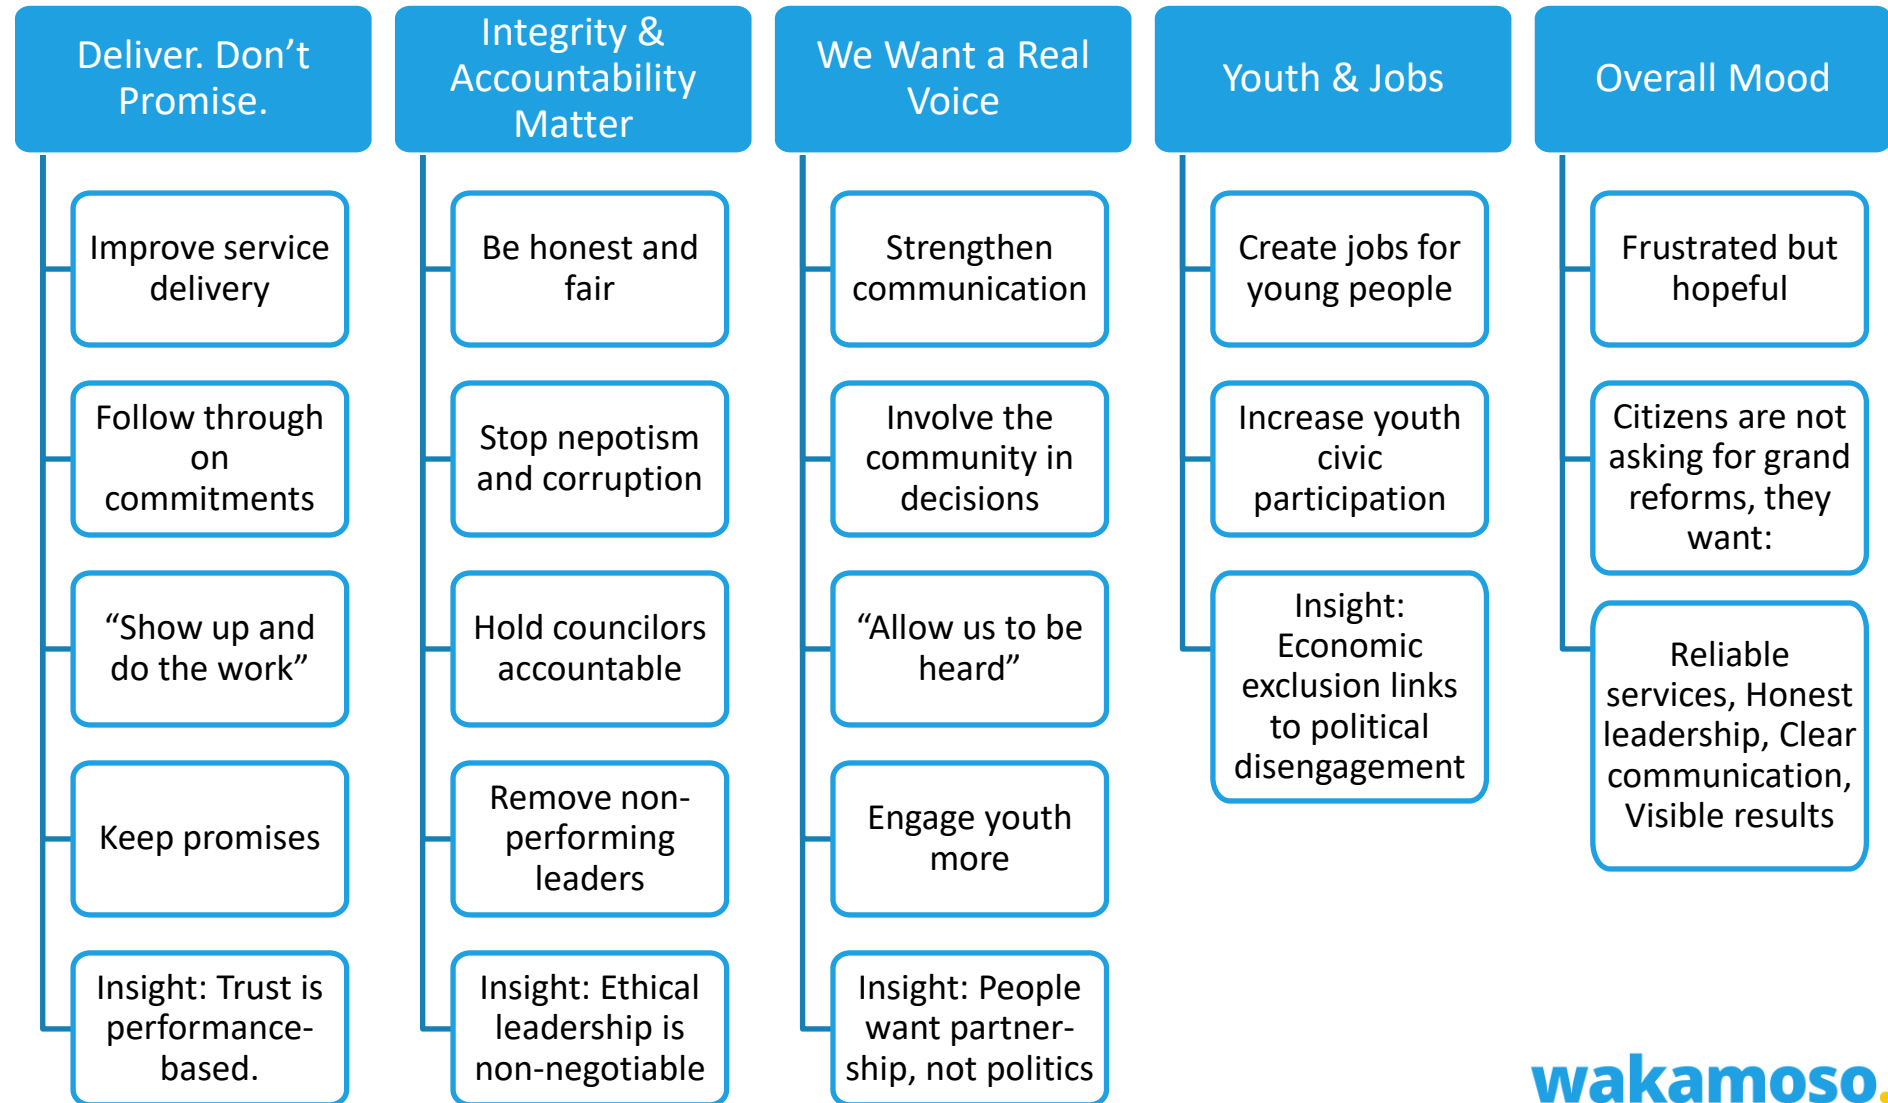 Deliver. Don’t
Promise.
Improve service
delivery
Follow through
on
commitments
“Show up and
do the work”
Keep promises
Insight: Trust is
performance-
based.
Integrity &
Accountability
Matter
Be honest and
fair
Stop nepotism
and corruption
Hold councilors
accountable
Remove non-
performing
leaders
Insight: Ethical
leadership is
non-negotiable
We Want a Real
Voice
Strengthen
communication
Involve the
community in
decisions
“Allow us to be
heard”
Engage youth
more
Insight: People
want partner-
ship, not politics
Youth & Jobs
Create jobs for
young people
Increase youth
civic
participation
Insight:
Economic
exclusion links
to political
disengagement
Overall Mood
Frustrated but
hopeful
Citizens are not
asking for grand
reforms, they
want:
Reliable
services, Honest
leadership, Clear
communication,
Visible results
wakamoso.